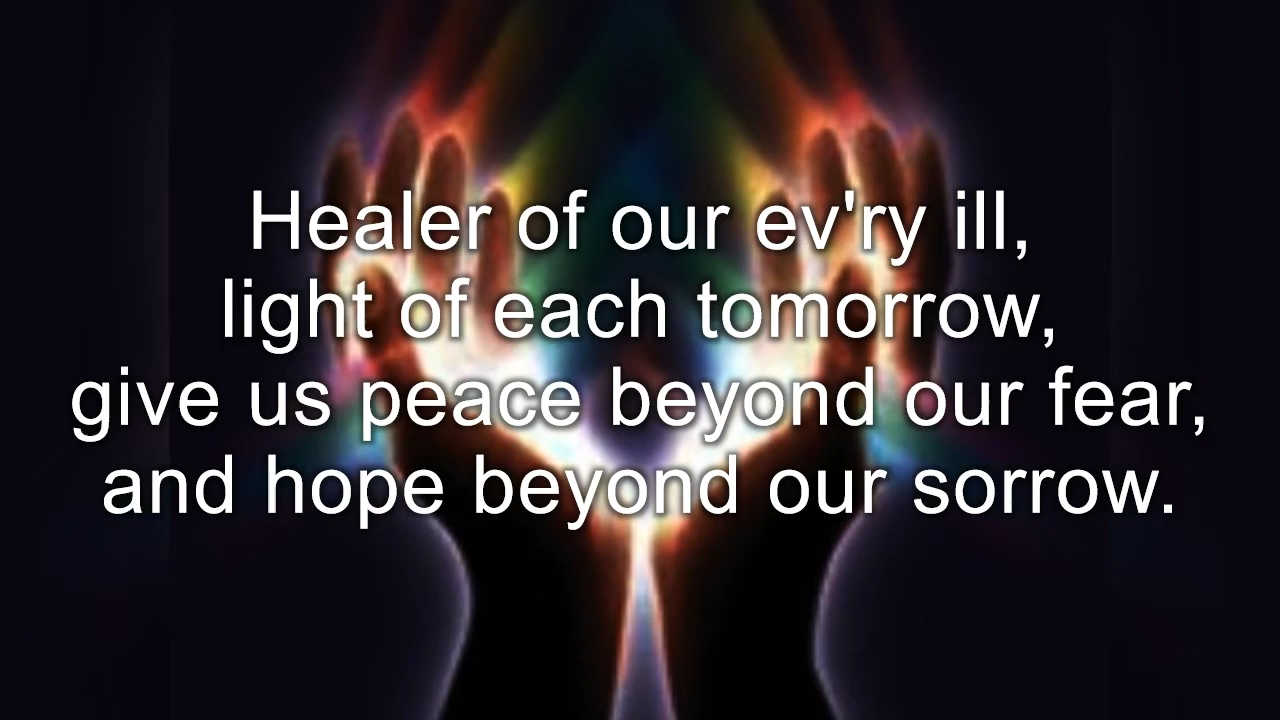 Healer of our ev'ry ill,
light of each tomorrow,
give us peace beyond our fear,
and hope beyond our sorrow.